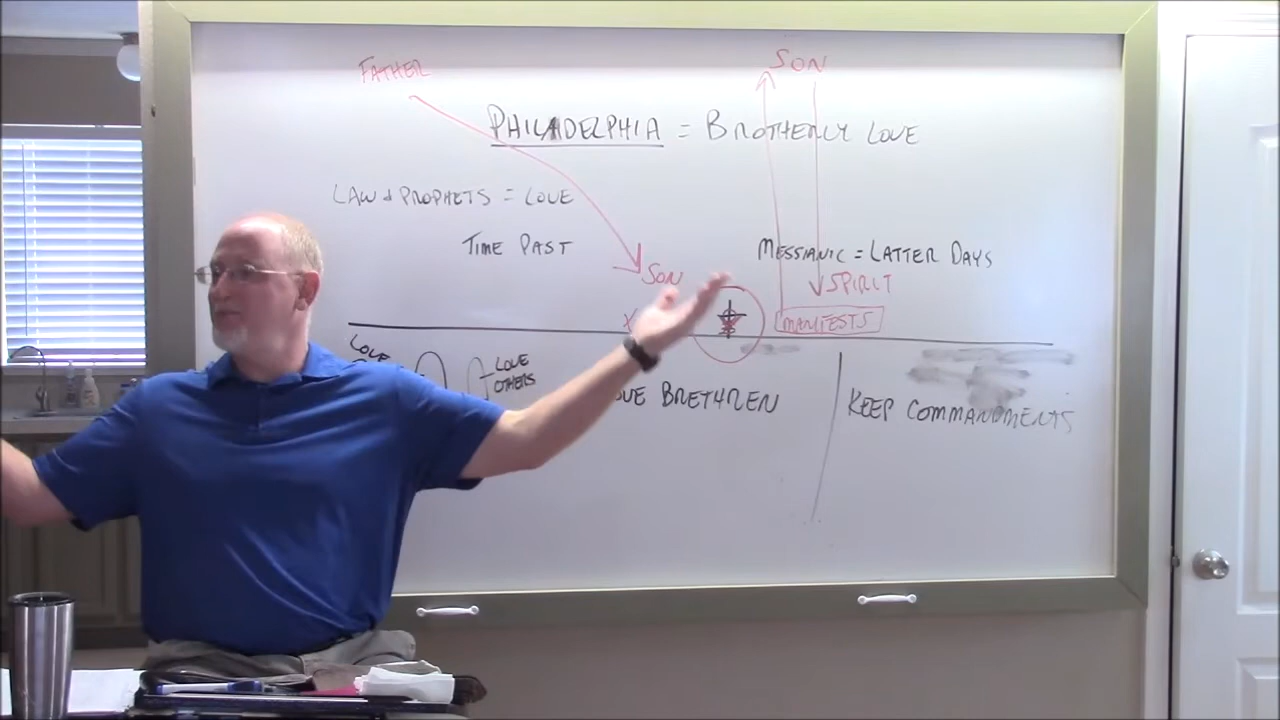 FATHER
SON
PHILADELPHIA = BROTHERLY LOVE
LAW & PROPHETS = LOVE
TIME PAST
MESSIANIC = LATTER DAYS
SON
SPIRIT
MANIFESTS
LOVE
LOVE
OTHERS
BRETHREN
KEEP COMMANDMENTS